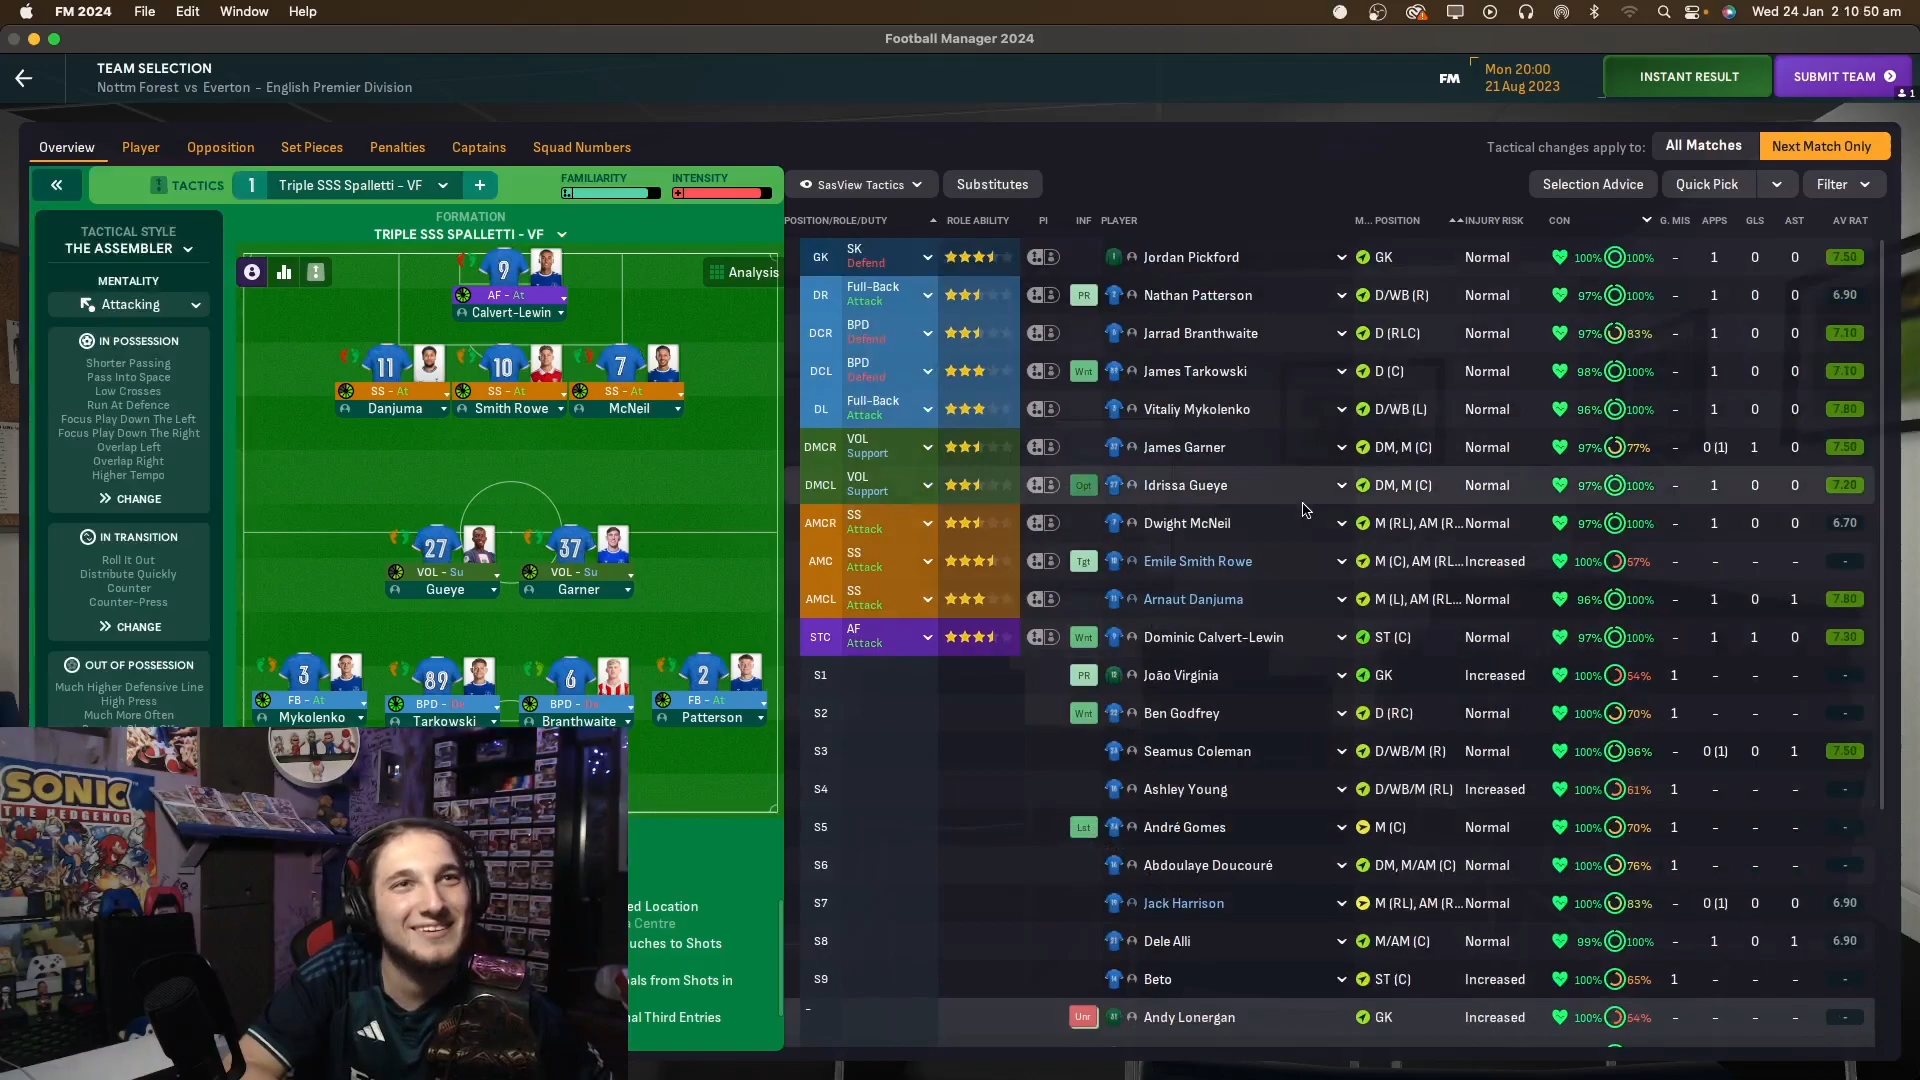 FM 2024 File Edit Window Help
Wed 24 Jan 2 10 50 am
Football Manager 2024
TEAM SELECTION
Nottm Forest vs Everton - English Premier Division
FM
Mon 20:00
21 Aug 2023
INSTANT RESULT
SUBMIT TEAM
1
Overview Player Opposition Set Pieces Penalties Captains Squad Numbers
Tactical changes apply to: All Matches Next Match Only
TACTICS 1 Triple SSS Spalletti - VF +
FAMILIARITY INTENSITY
SasView Tactics Substitutes
Selection Advice Quick Pick Filter
TACTICAL STYLE
THE ASSEMBLER
MENTALITY
Attacking
IN POSSESSION
Shorter Passing
Pass Into Space
Low Crosses
Run At Defence
Focus Play Down The Left
Focus Play Down The Right
Overlap Left
Overlap Right
Higher Tempo
CHANGE
IN TRANSITION
Roll It Out
Distribute Quickly
Counter
Counter-Press
CHANGE
OUT OF POSSESSION
Much Higher Defensive Line
High Press
Much More Often
FORMATION
TRIPLE SSS SPALLETTI - VF
Analysis
9
AF - At
Calvert-Lewin
11 10 7
SS - At SS - At SS - At
Danjuma Smith Rowe McNeil
27 37
VOL - Su VOL - Su
Gueye Garner
3 89 6 2
FB - At BPD - De BPD - De FB - At
Mykolenko Tarkowski Branthwaite Patterson
POSITION/ROLE/DUTY ROLE ABILITY PI INF PLAYER M... POSITION INJURY RISK CON G. MIS APPS GLS AST AV RAT
GK SK Defend Jordan Pickford GK Normal 100% 100% - 1 0 0 7.50
DR Full-Back Attack PR Nathan Patterson D/WB (R) Normal 97% 100% - 1 0 0 6.90
DCR BPD Defend Jarrad Branthwaite D (RLC) Normal 97% 83% - 1 0 0 7.10
DCL BPD Defend Wnt James Tarkowski D (C) Normal 98% 100% - 1 0 0 7.10
DL Full-Back Attack Vitaliy Mykolenko D/WB (L) Normal 96% 100% - 1 0 0 7.80
DMCR VOL Support James Garner DM, M (C) Normal 97% 77% - 0 (1) 1 0 7.50
DMCL VOL Support Opt Idrissa Gueye DM, M (C) Normal 97% 100% - 1 0 0 7.20
AMCR SS Attack Dwight McNeil M (RL), AM (R... Normal 97% 100% - 1 0 0 6.70
AMC SS Attack Tgt Emile Smith Rowe M (C), AM (RL... Increased 100% 57% - - - - -
AMCL SS Attack Arnaut Danjuma M (L), AM (RL... Normal 96% 100% - 1 0 1 7.80
STC AF Attack Wnt Dominic Calvert-Lewin ST (C) Normal 97% 100% - 1 1 0 7.30
S1 PR João Virgínia GK Increased 100% 54% 1 - - - -
S2 Wnt Ben Godfrey D (RC) Normal 100% 70% 1 - - - -
S3 Seamus Coleman D/WB/M (R) Normal 100% 96% - 0 (1) 0 1 7.50
S4 Ashley Young D/WB/M (RL) Increased 100% 61% 1 - - - -
S5 Lst André Gomes M (C) Normal 100% 70% 1 - - - -
S6 Abdoulaye Doucouré DM, M/AM (C) Normal 100% 76% 1 - - - -
S7 Jack Harrison M (RL), AM (R... Normal 100% 83% - 0 (1) 0 0 6.90
S8 Dele Alli M/AM (C) Normal 99% 100% - 1 0 1 6.90
S9 Beto ST (C) Increased 100% 65% 1 - - - -
- Unr Andy Lonergan GK Increased 100% 54% - - - - -
ed Location
Centre
uches to Shots
als from Shots in
nal Third Entries
SONIC
THE HEDGEHOG